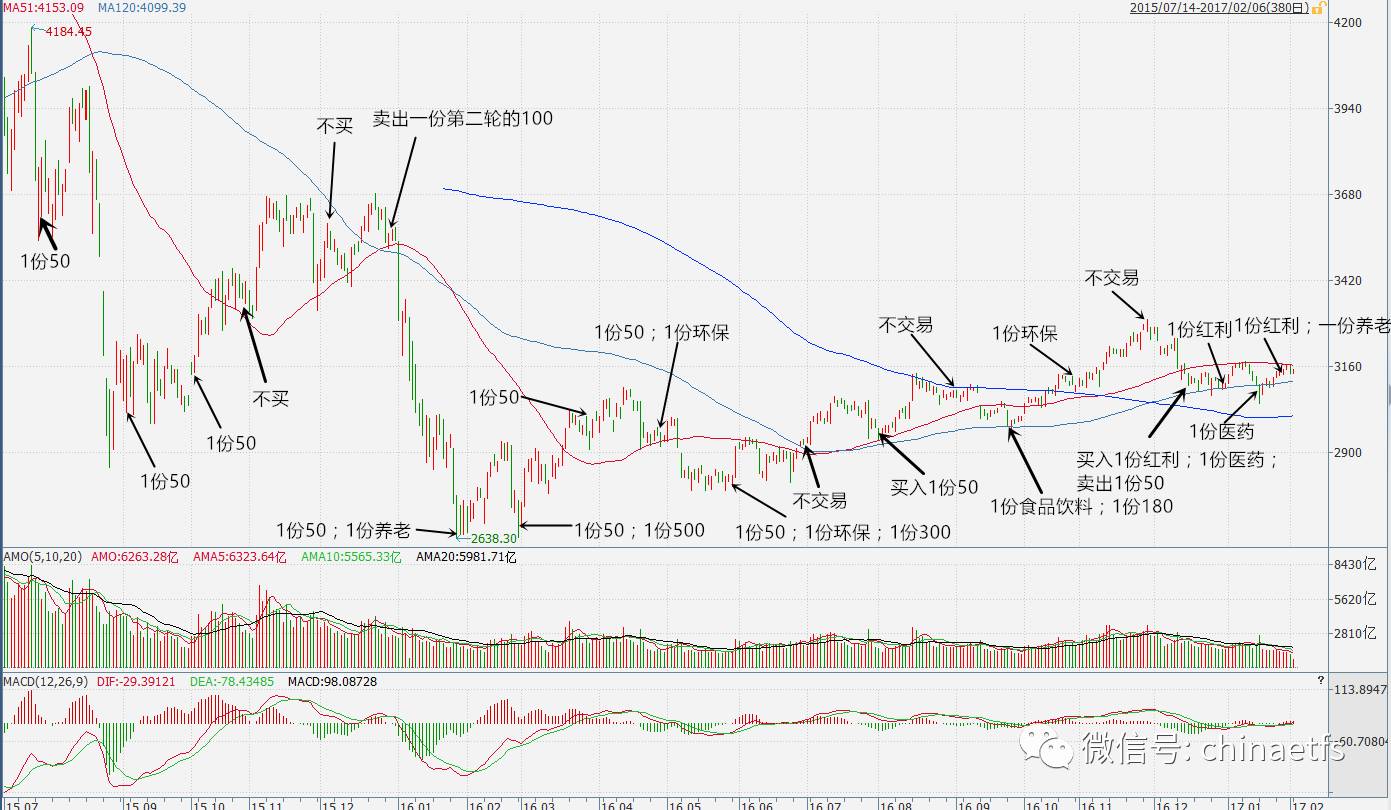 MA51:4153.09 MA120:4099.39 2015/07/14-2017/02/06(380日)
4200
4184.45
3940
不买 卖出一份第二轮的100
3680
1份50
不交易
3420
1份50；1份环保 不交易 1份环保 1份红利 1份红利；一份养老
3160
1份50 不买
1份50 1份医药
2900
1份50 买入1份红利；1份医药；
卖出1份50
不交易 买入1份50 1份食品饮料；1份180
1份50；1份养老 2638.30 1份50；1份500 1份50；1份环保；1份300
AMO(5,10,20) AMO:6263.28亿 AMA5:6323.64亿 AMA10:5565.33亿 AMA20:5981.71亿
8430亿
5620亿
2810亿
MACD(12,26,9) DIF:-29.39121 DEA:-78.43485 MACD:98.08728 ?
113.8947
-50.70804
微信号: chinaetfs
15.07 15.09 15.10 15.11 15.12 16.01 16.02 16.03 16.04 16.05 16.06 16.07 16.08 16.09 16.10 16.11 16.12 17.01 17.02